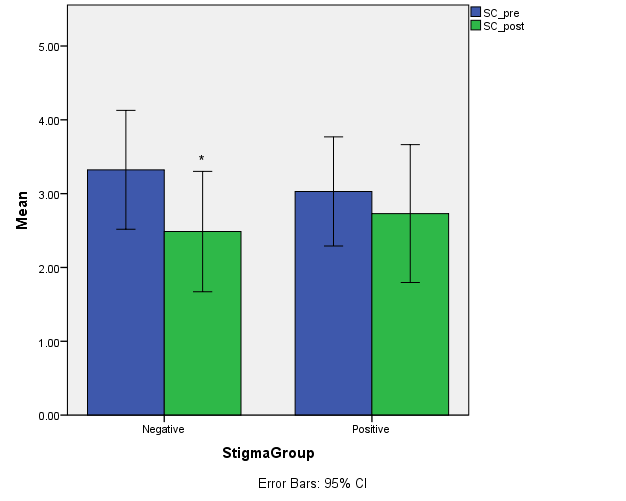 SC_pre
SC_post
5.00
4.00
3.00
2.00
1.00
0.00
Mean
*
Negative
Positive
StigmaGroup
Error Bars: 95% CI